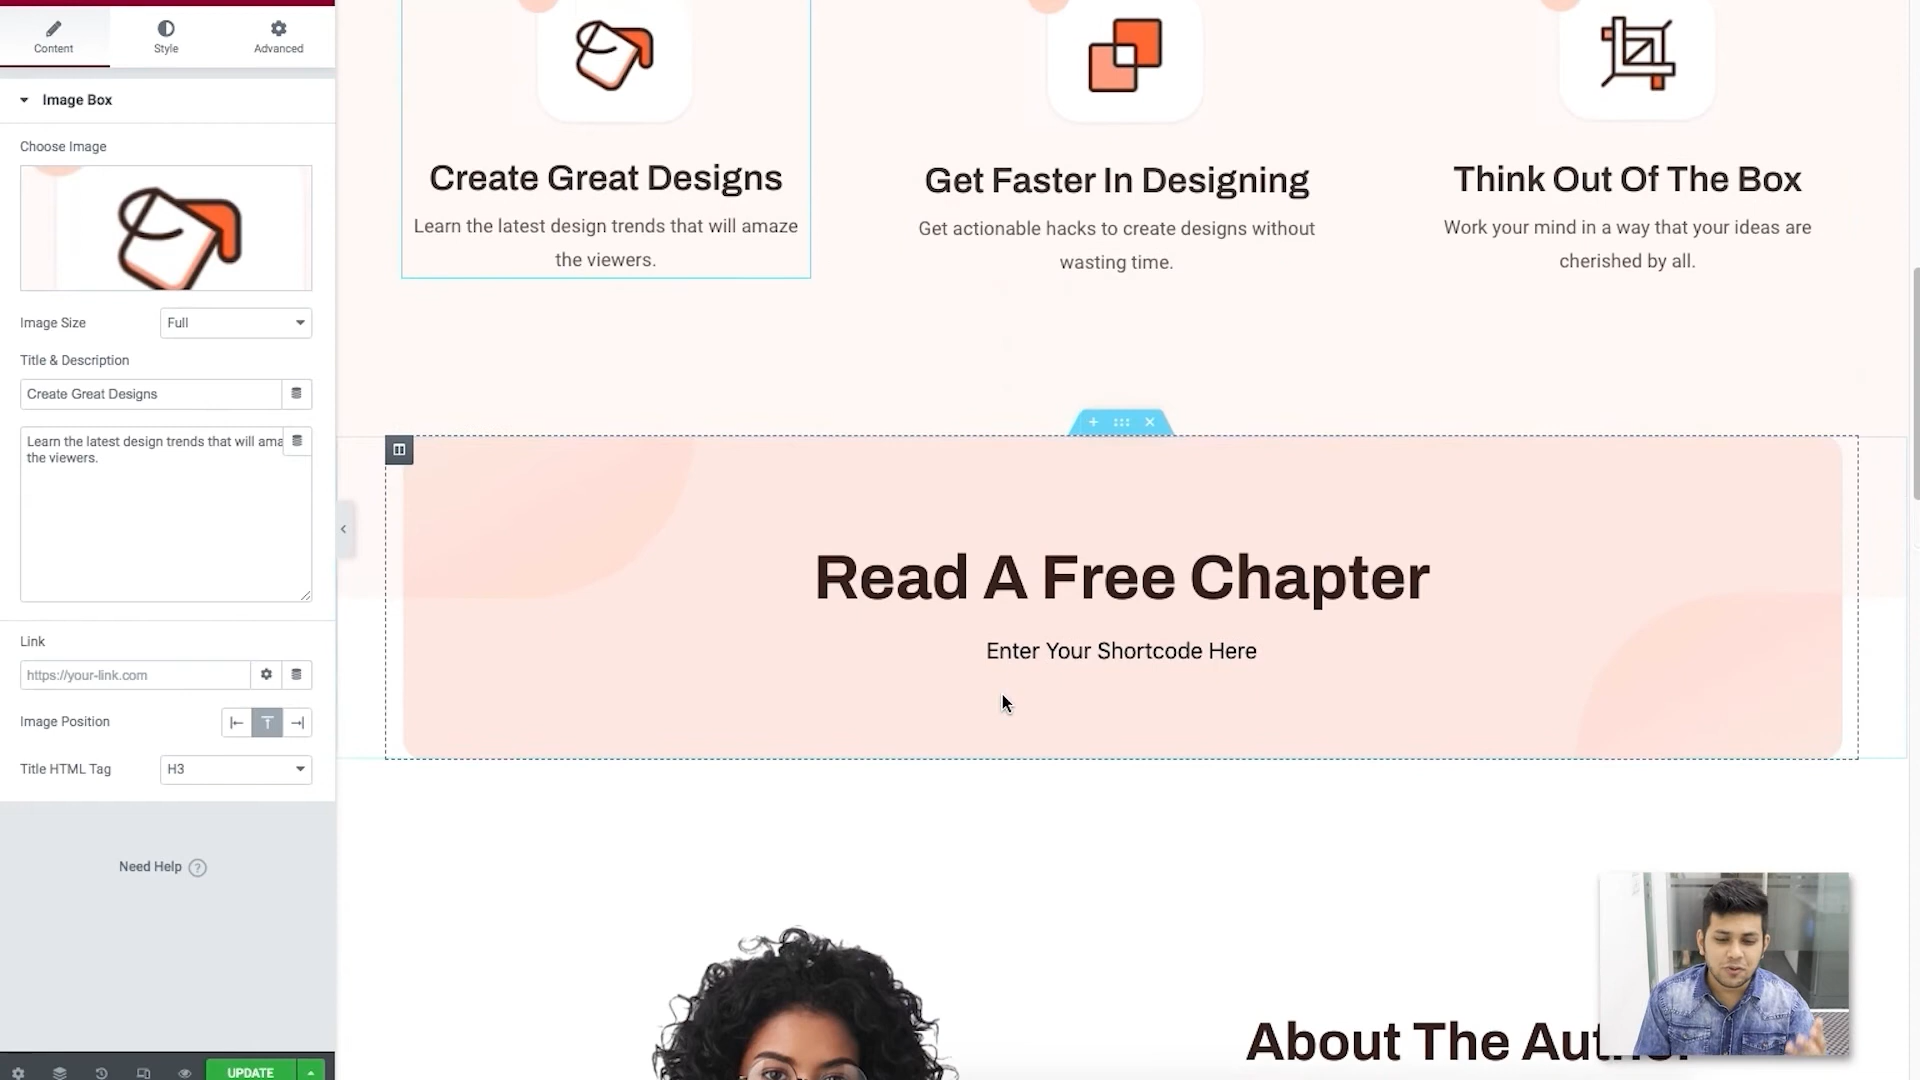 Content
Style
Advanced
Image Box
Choose Image
Image Size
Full
Title & Description
Create Great Designs
Learn the latest design trends that will ama
the viewers.
Link
https://your-link.com
Image Position
Title HTML Tag
H3
Need Help
UPDATE
Create Great Designs
Learn the latest design trends that will amaze
the viewers.
Get Faster In Designing
Get actionable hacks to create designs without
wasting time.
Think Out Of The Box
Work your mind in a way that your ideas are
cherished by all.
Read A Free Chapter
Enter Your Shortcode Here
About The